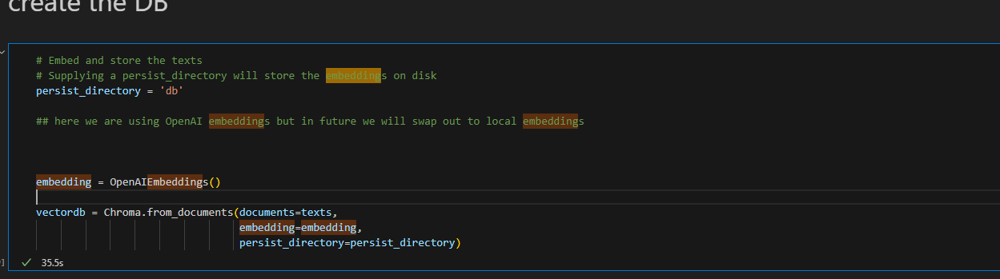 create the DB
# Embed and store the texts
# Supplying a persist_directory will store the embeddings on disk
persist_directory = 'db'
## here we are using OpenAI embeddings but in future we will swap out to local embeddings
embedding = OpenAIEmbeddings()
vectordb = Chroma.from_documents(documents=texts,
embedding=embedding,
persist_directory=persist_directory)
]
35.5s